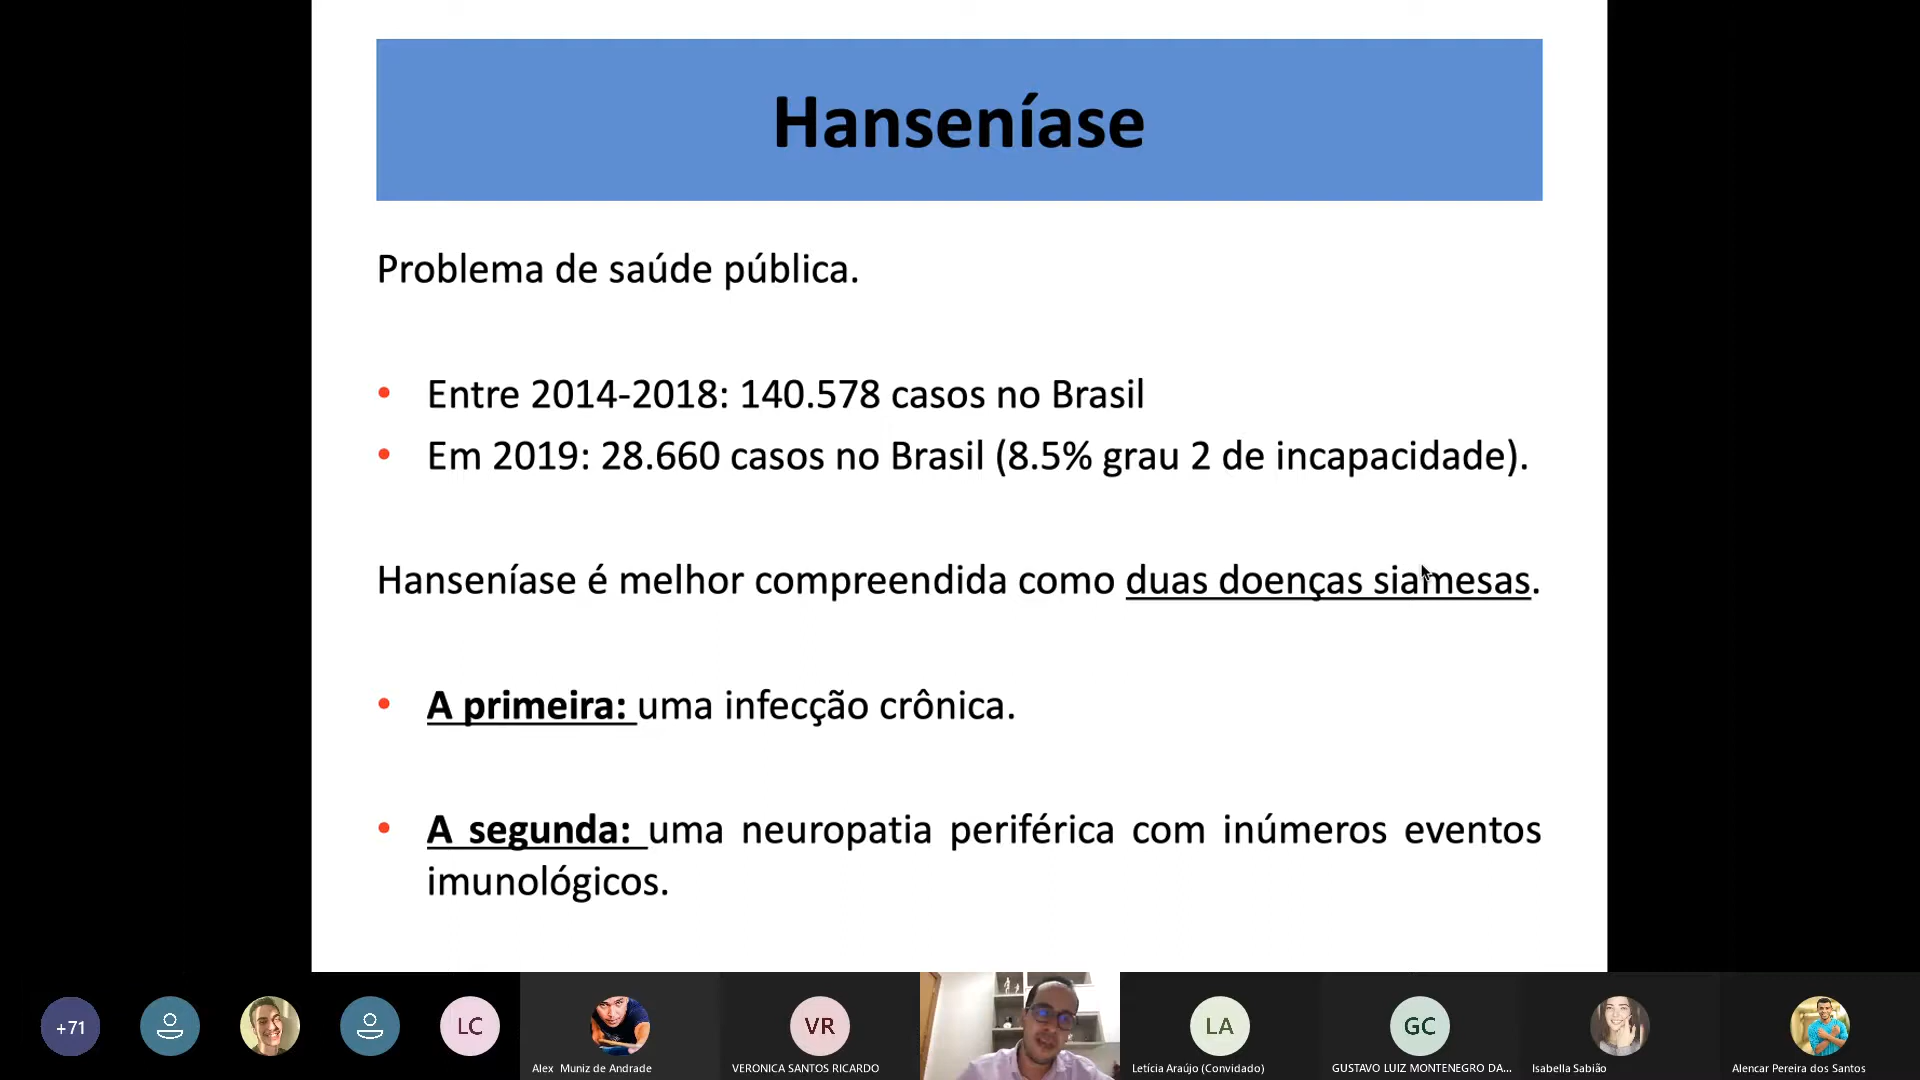 Hanseníase
Problema de saúde pública.
• Entre 2014-2018: 140.578 casos no Brasil
• Em 2019: 28.660 casos no Brasil (8.5% grau 2 de incapacidade).
Hanseníase é melhor compreendida como duas doenças siamesas.
• A primeira: uma infecção crônica.
• A segunda: uma neuropatia periférica com inúmeros eventos
imunológicos.
+71
LC
VR
LA
GC
Alex Muniz de Andrade
VERONICA SANTOS RICARDO
Letícia Araújo (Convidado)
GUSTAVO LUIZ MONTENEGRO DA...
Isabella Sabião
Alencar Pereira dos Santos